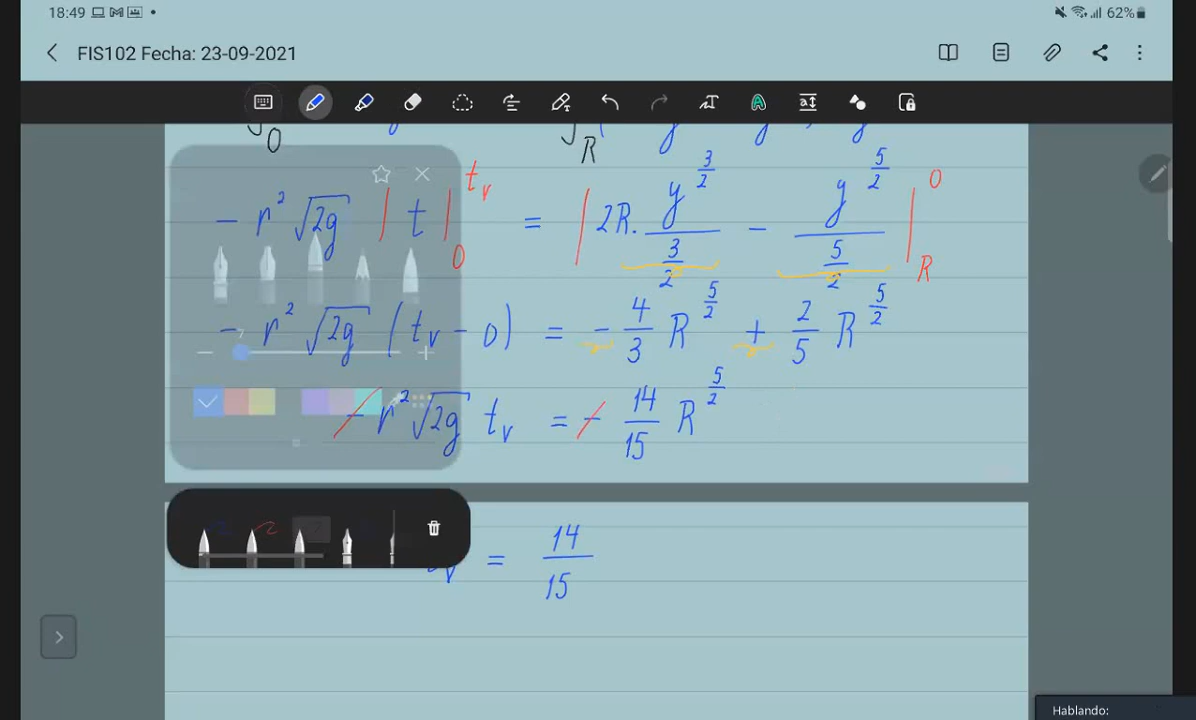 18:49 62%
FIS102 Fecha: 23-09-2021
0 R y y y
- r² √2g | t |₀^tv = | 2R. y^(3/2) / (3/2) - y^(5/2) / (5/2) |_R^0
- r² √2g (tv - 0) = - 4/3 R^(5/2) + 2/5 R^(5/2)
- r² √2g tv = - 14/15 R^(5/2)
v = 14/15
Hablando: